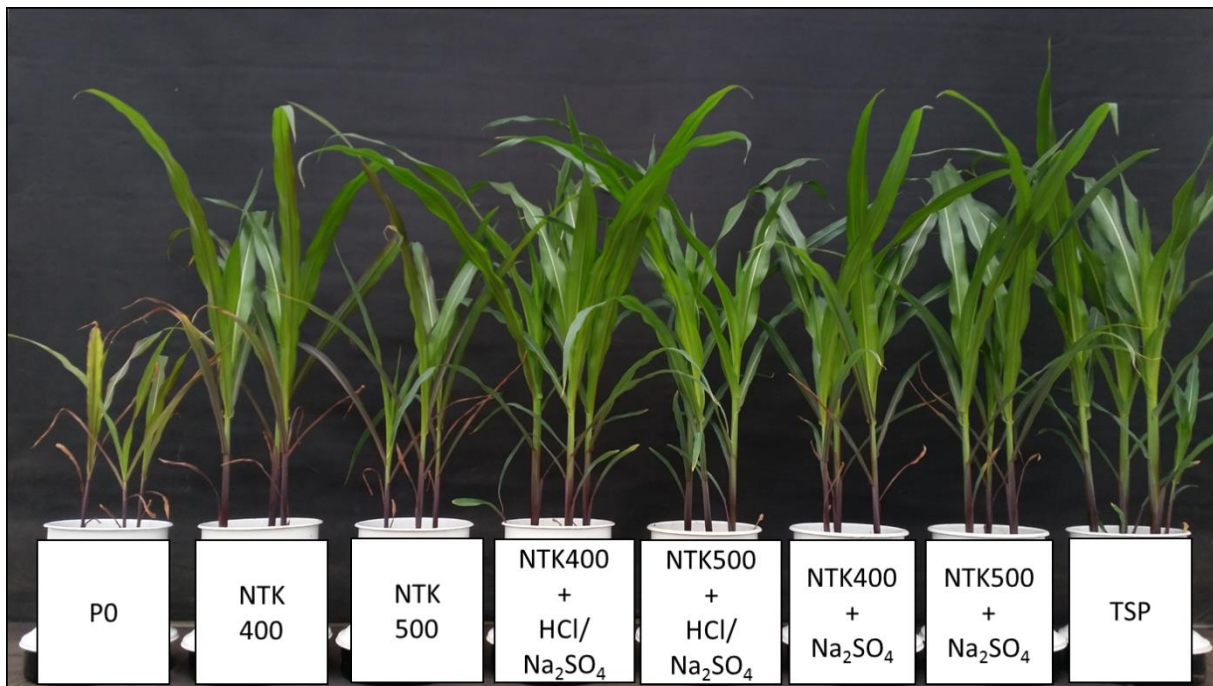 P0
NTK
400
NTK
500
NTK400
+
HCl/
Na₂SO₄
NTK500
+
HCl/
Na₂SO₄
NTK400
+
Na₂SO₄
NTK500
+
Na₂SO₄
TSP